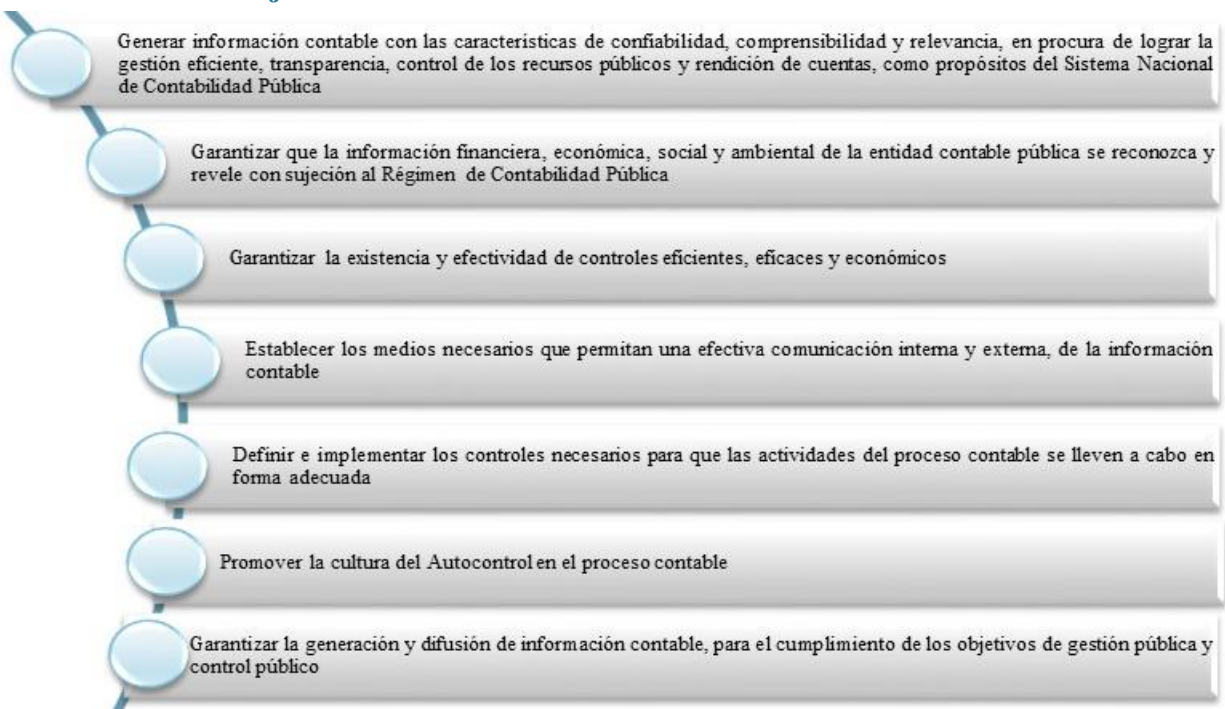 Generar información contable con las características de confiabilidad, comprensibilidad y relevancia, en procura de lograr la
gestión eficiente, transparencia, control de los recursos públicos y rendición de cuentas, como propósitos del Sistema Nacional
de Contabilidad Pública
Garantizar que la información financiera, económica, social y ambiental de la entidad contable pública se reconozca y
revele con sujeción al Régimen de Contabilidad Pública
Garantizar la existencia y efectividad de controles eficientes, eficaces y económicos
Establecer los medios necesarios que permitan una efectiva comunicación interna y externa, de la información
contable
Definir e implementar los controles necesarios para que las actividades del proceso contable se lleven a cabo en
forma adecuada
Promover la cultura del Autocontrol en el proceso contable
Garantizar la generación y difusión de información contable, para el cumplimiento de los objetivos de gestión pública y
control público